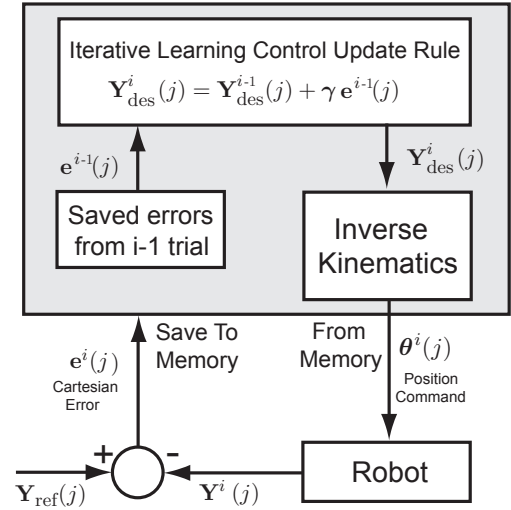 Iterative Learning Control Update Rule
Y^i_des(j) = Y^{i-1}_des(j) + γ e^{i-1}(j)
e^{i-1}(j)
Y^i_des(j)
Saved errors
from i-1 trial
Inverse
Kinematics
Save To
Memory
From
Memory
e^i(j)
Cartesian
Error
θ^i(j)
Position
Command
+
-
Robot
Y_ref(j)
Y^i(j)